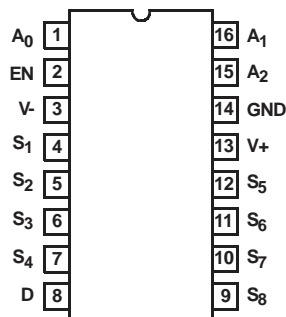 A0 1 16 A1
EN 2 15 A2
V- 3 14 GND
S1 4 13 V+
S2 5 12 S5
S3 6 11 S6
S4 7 10 S7
D 8 9 S8